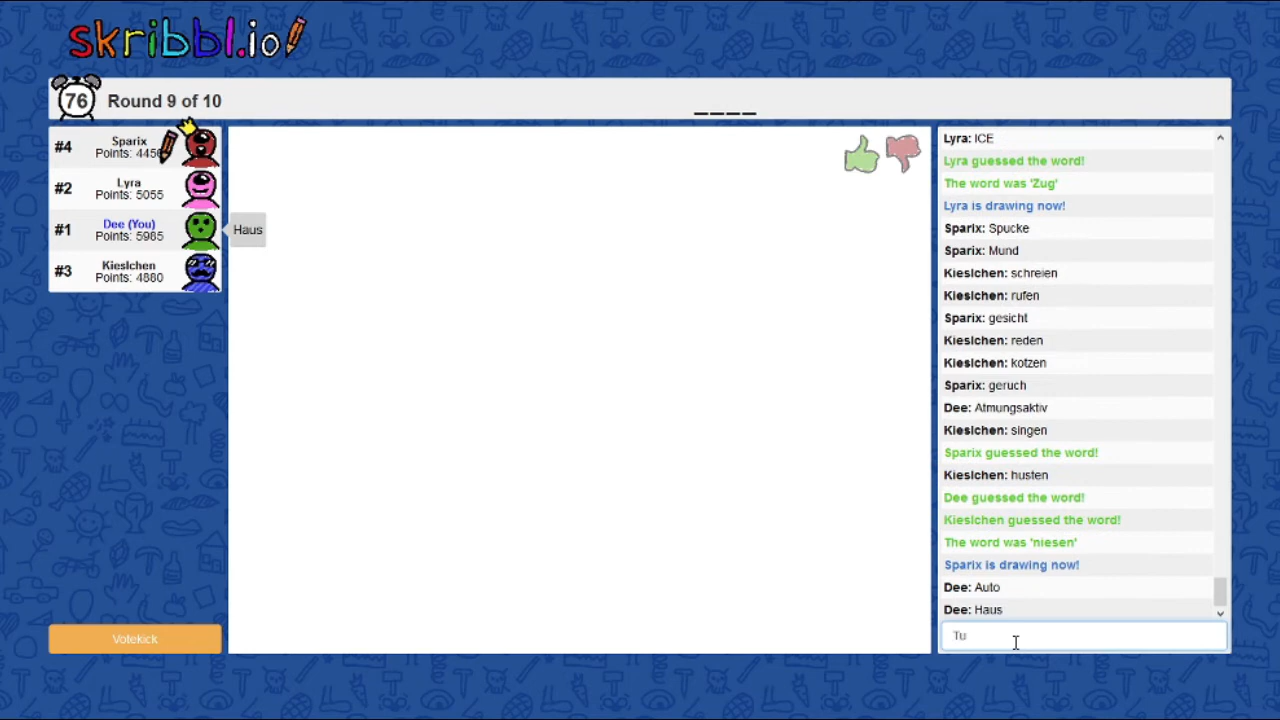 skribbl.io
76 Round 9 of 10
____
#4 Sparix
Points: 4450
#2 Lyra
Points: 5055
#1 Dee (You)
Points: 5985
Haus
#3 Kieslchen
Points: 4880
Votekick
Lyra: ICE
Lyra guessed the word!
The word was 'Zug'
Lyra is drawing now!
Sparix: Spucke
Sparix: Mund
Kieslchen: schreien
Kieslchen: rufen
Sparix: gesicht
Kieslchen: reden
Kieslchen: kotzen
Sparix: geruch
Dee: Atmungsaktiv
Kieslchen: singen
Sparix guessed the word!
Kieslchen: husten
Dee guessed the word!
Kieslchen guessed the word!
The word was 'niesen'
Sparix is drawing now!
Dee: Auto
Dee: Haus
Tu